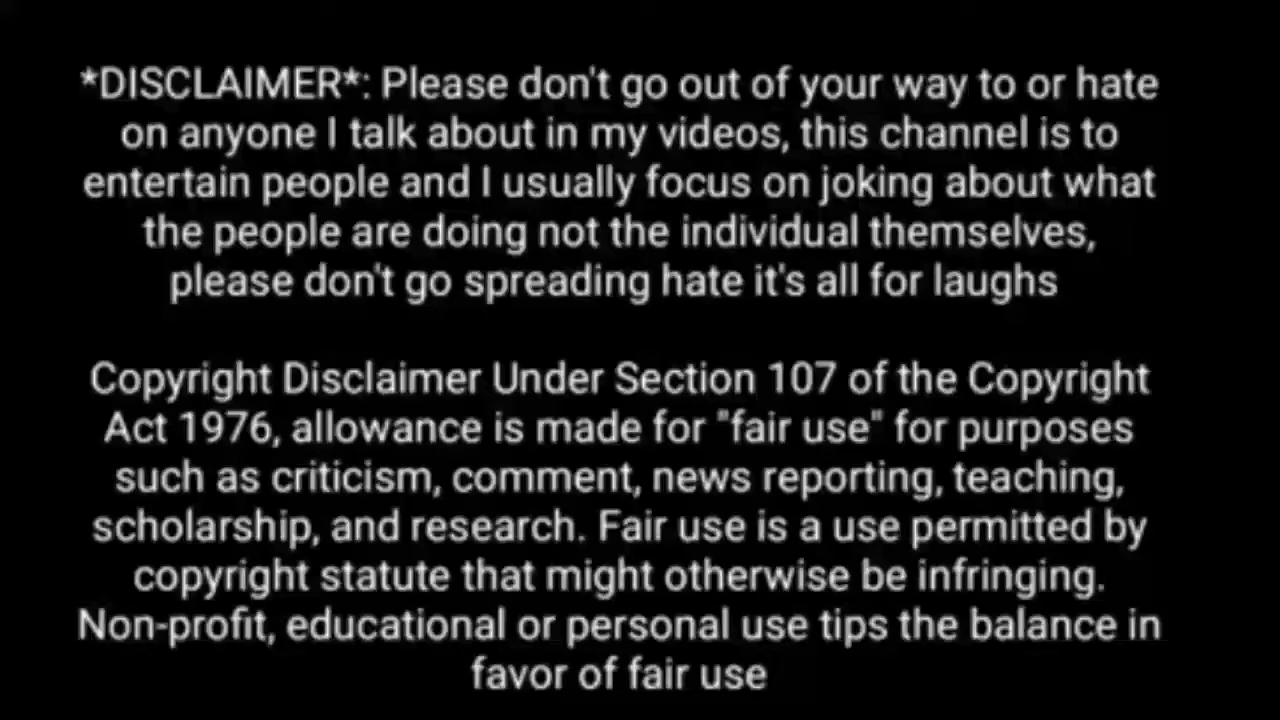 *DISCLAIMER*: Please don't go out of your way to or hate
on anyone I talk about in my videos, this channel is to
entertain people and I usually focus on joking about what
the people are doing not the individual themselves,
please don't go spreading hate it's all for laughs
Copyright Disclaimer Under Section 107 of the Copyright
Act 1976, allowance is made for "fair use" for purposes
such as criticism, comment, news reporting, teaching,
scholarship, and research. Fair use is a use permitted by
copyright statute that might otherwise be infringing.
Non-profit, educational or personal use tips the balance in
favor of fair use